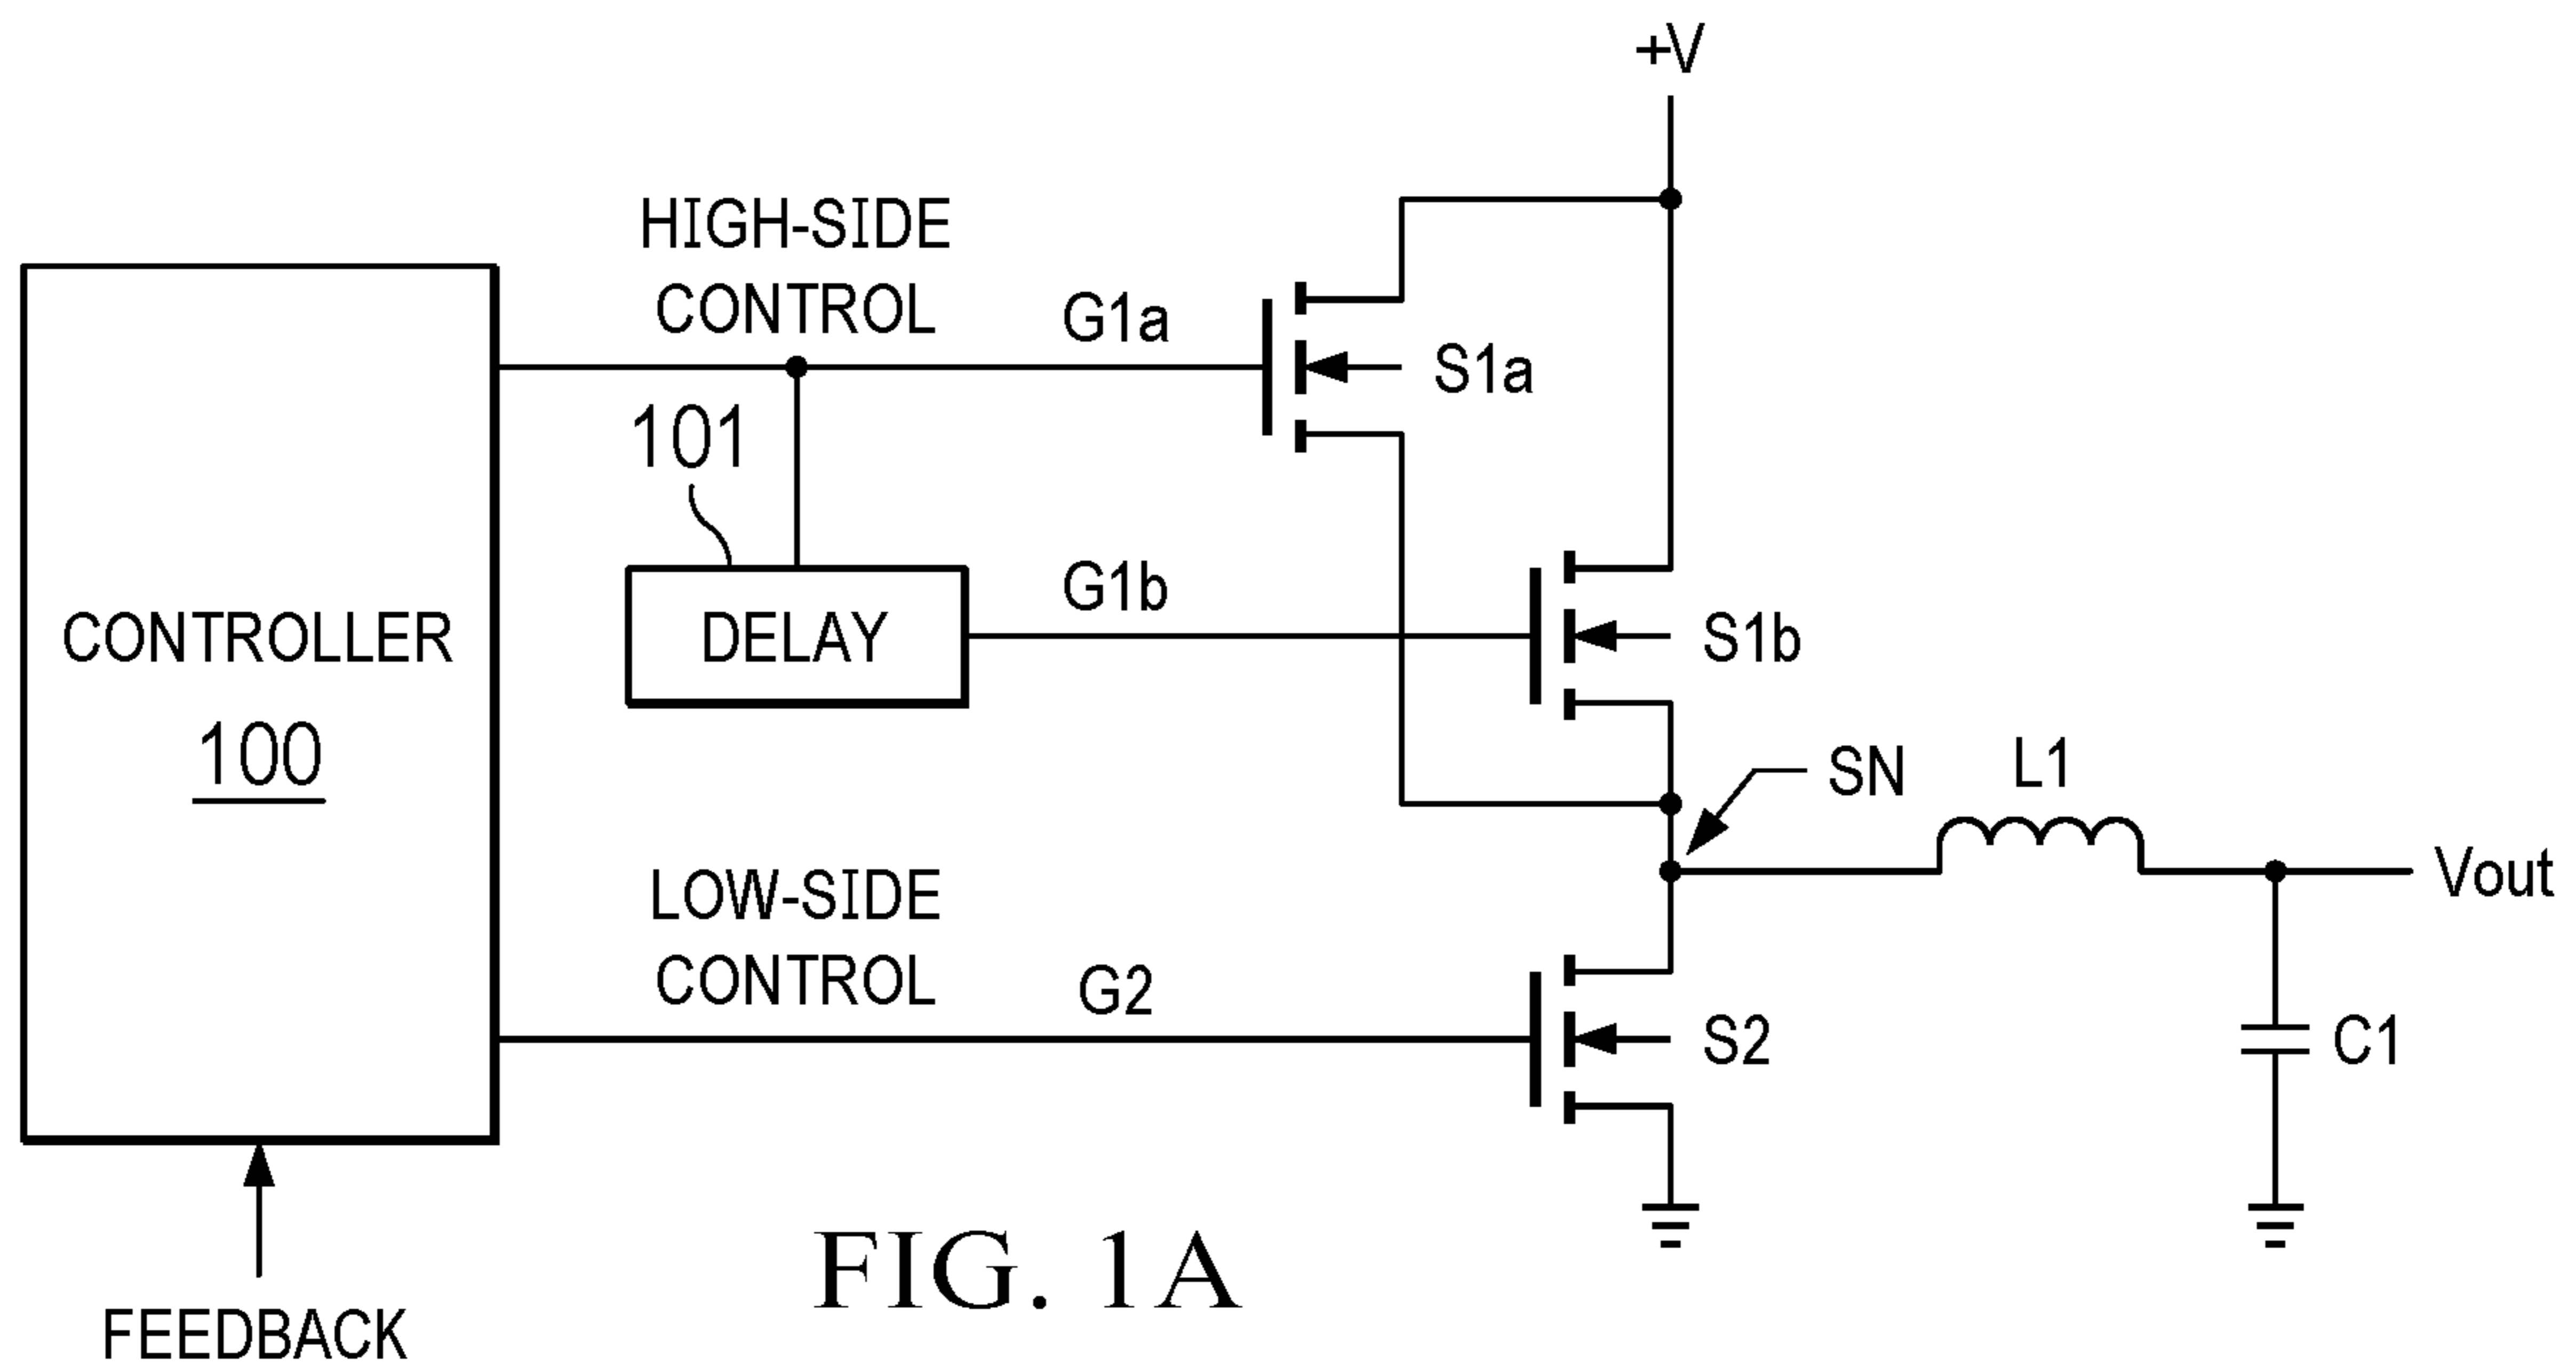 +V
HIGH-SIDE
CONTROL
G1a
S1a
101
CONTROLLER
100
DELAY
G1b
S1b
SN
L1
Vout
LOW-SIDE
CONTROL
G2
S2
C1
FEEDBACK
FIG. 1A